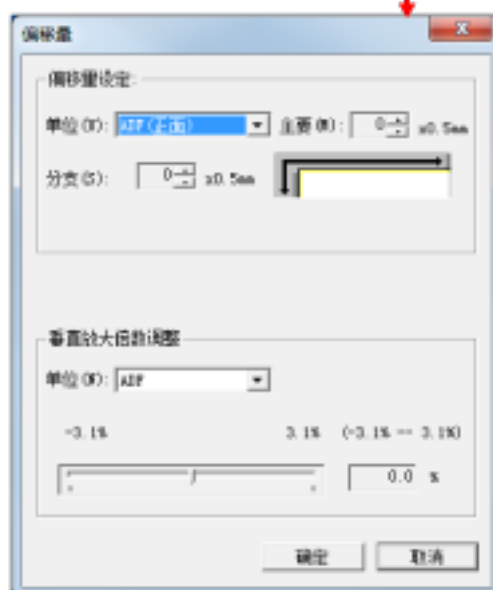 偏移量
偏移量设定:
单位(U): ADF(正面) 主要(M): 0 x0.5mm
分支(S): 0 x0.5mm
垂直放大倍数调整
单位(N): ADF
-3.1% 3.1% (-3.1% -- 3.1%)
0.0 %
确定 取消